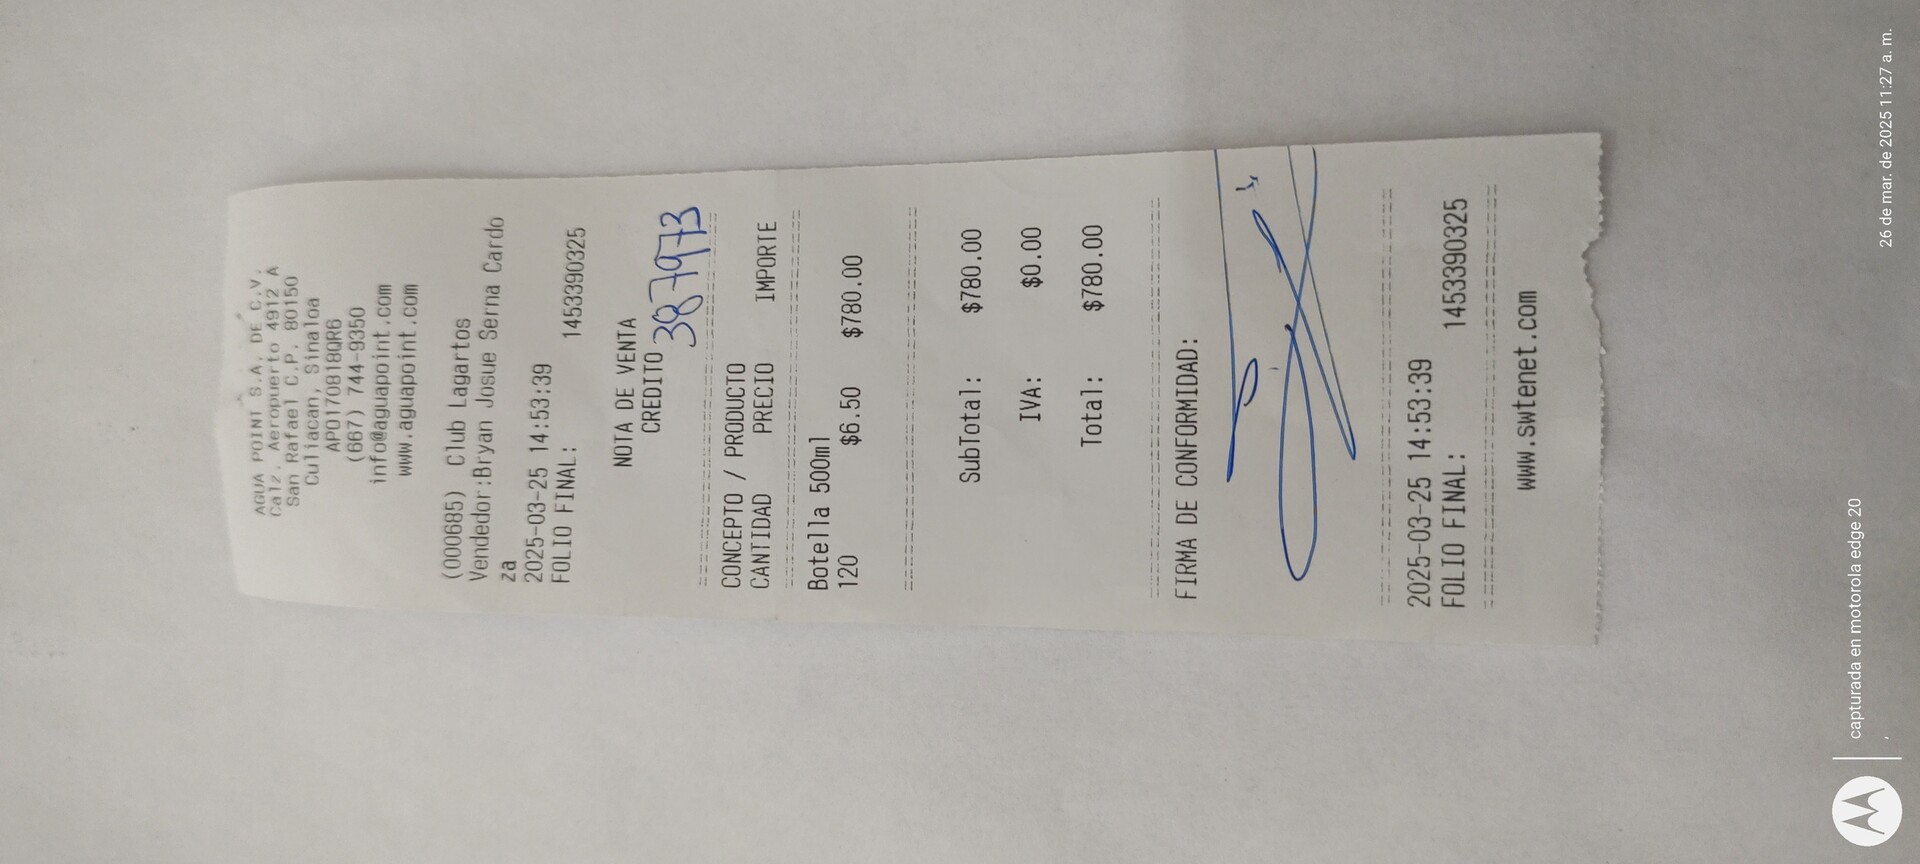 AGUA POINT S.A. DE C.V.
Calz. Aeropuerto 4912 A
San Rafael C.P. 80150
Culiacan, Sinaloa
APO170818QR6
(667) 744-9350
info@aguapoint.com
www.aguapoint.com
(000685) Club Lagartos
Vendedor:Bryan Josue Serna Cardo
za
2025-03-25 14:53:39
FOLIO FINAL: 1453390325
NOTA DE VENTA
CREDITO 387973
CONCEPTO / PRODUCTO
CANTIDAD PRECIO IMPORTE
Botella 500ml
120 $6.50 $780.00
SubTotal: $780.00
IVA: $0.00
Total: $780.00
FIRMA DE CONFORMIDAD:
2025-03-25 14:53:39
FOLIO FINAL: 1453390325
www.swtenet.com
capturada en motorola edge 20
26 de mar. de 2025 11:27 a. m.